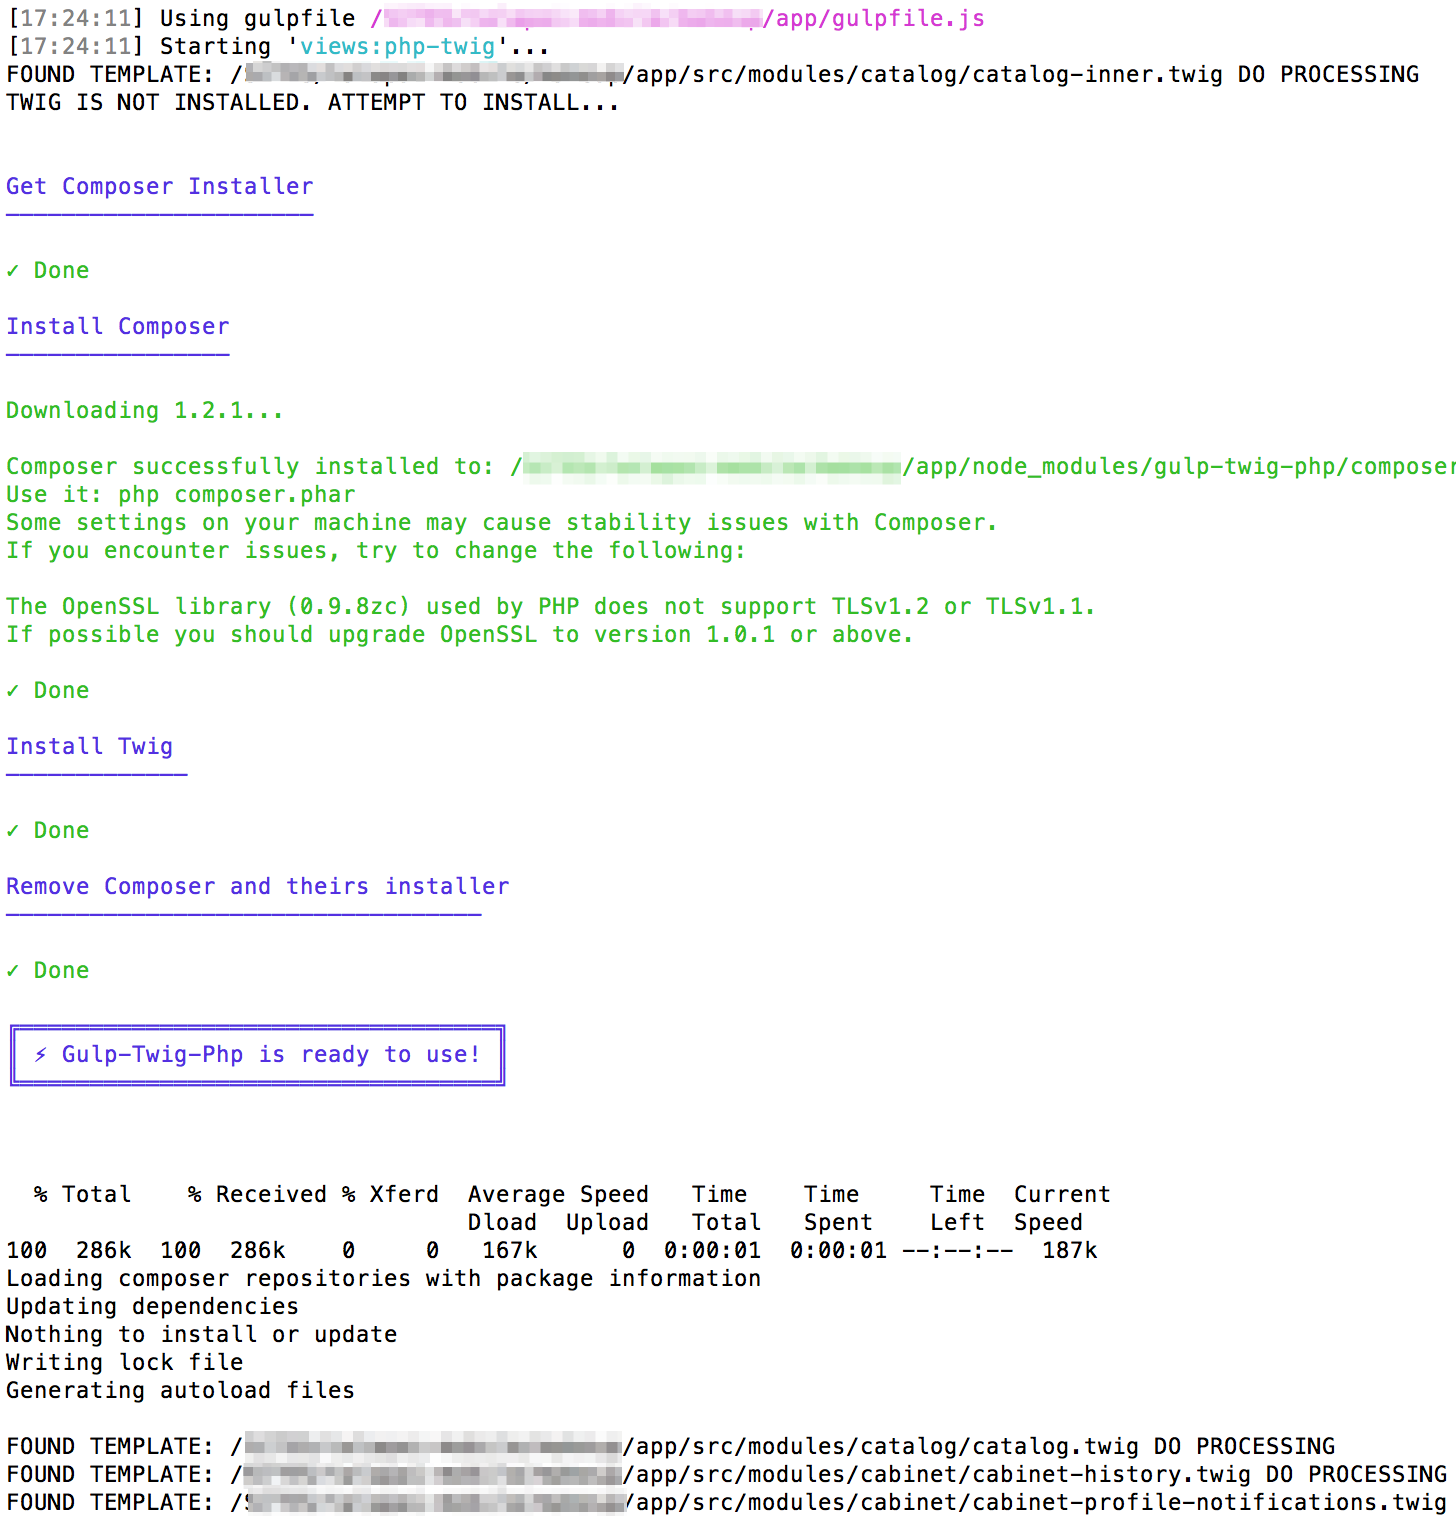 [17:24:11] Using gulpfile /app/gulpfile.js
[17:24:11] Starting 'views:php-twig'...
FOUND TEMPLATE: /app/src/modules/catalog/catalog-inner.twig DO PROCESSING
TWIG IS NOT INSTALLED. ATTEMPT TO INSTALL...
Get Composer Installer
✓ Done
Install Composer
Downloading 1.2.1...
Composer successfully installed to: /app/node_modules/gulp-twig-php/composer
Use it: php composer.phar
Some settings on your machine may cause stability issues with Composer.
If you encounter issues, try to change the following:
The OpenSSL library (0.9.8zc) used by PHP does not support TLSv1.2 or TLSv1.1.
If possible you should upgrade OpenSSL to version 1.0.1 or above.
✓ Done
Install Twig
✓ Done
Remove Composer and theirs installer
✓ Done
⚡ Gulp-Twig-Php is ready to use!
% Total % Received % Xferd Average Speed Time Time Time Current
Dload Upload Total Spent Left Speed
100 286k 100 286k 0 0 167k 0 0:00:01 0:00:01 --:--:-- 187k
Loading composer repositories with package information
Updating dependencies
Nothing to install or update
Writing lock file
Generating autoload files
FOUND TEMPLATE: /app/src/modules/catalog/catalog.twig DO PROCESSING
FOUND TEMPLATE: /app/src/modules/cabinet/cabinet-history.twig DO PROCESSING
FOUND TEMPLATE: /app/src/modules/cabinet/cabinet-profile-notifications.twig